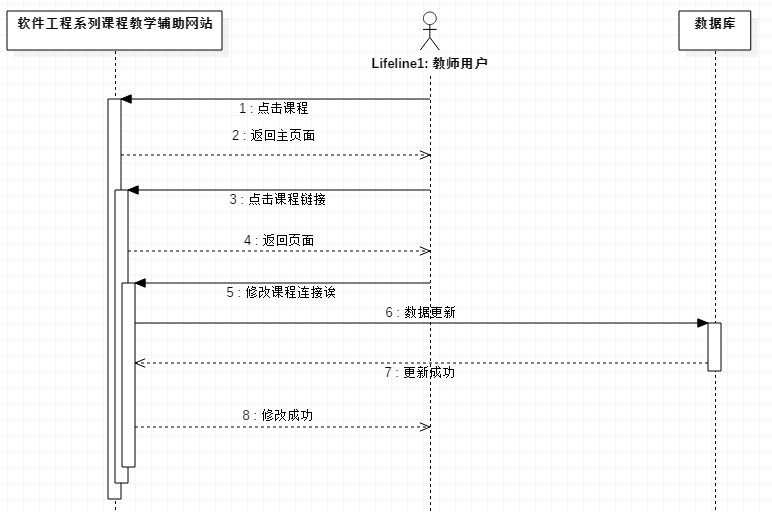 软件工程系列课程教学辅助网站
Lifeline1: 教师用户
数据库
1 : 点击课程
2 : 返回主页面
3 : 点击课程链接
4 : 返回页面
5 : 修改课程连接诶
6 : 数据更新
7 : 更新成功
8 : 修改成功